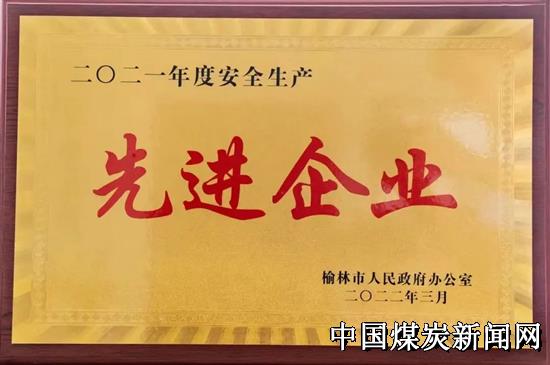 二〇二一年度安全生产
先进企业
榆林市人民政府办公室
二〇二二年三月
中国煤炭新闻网